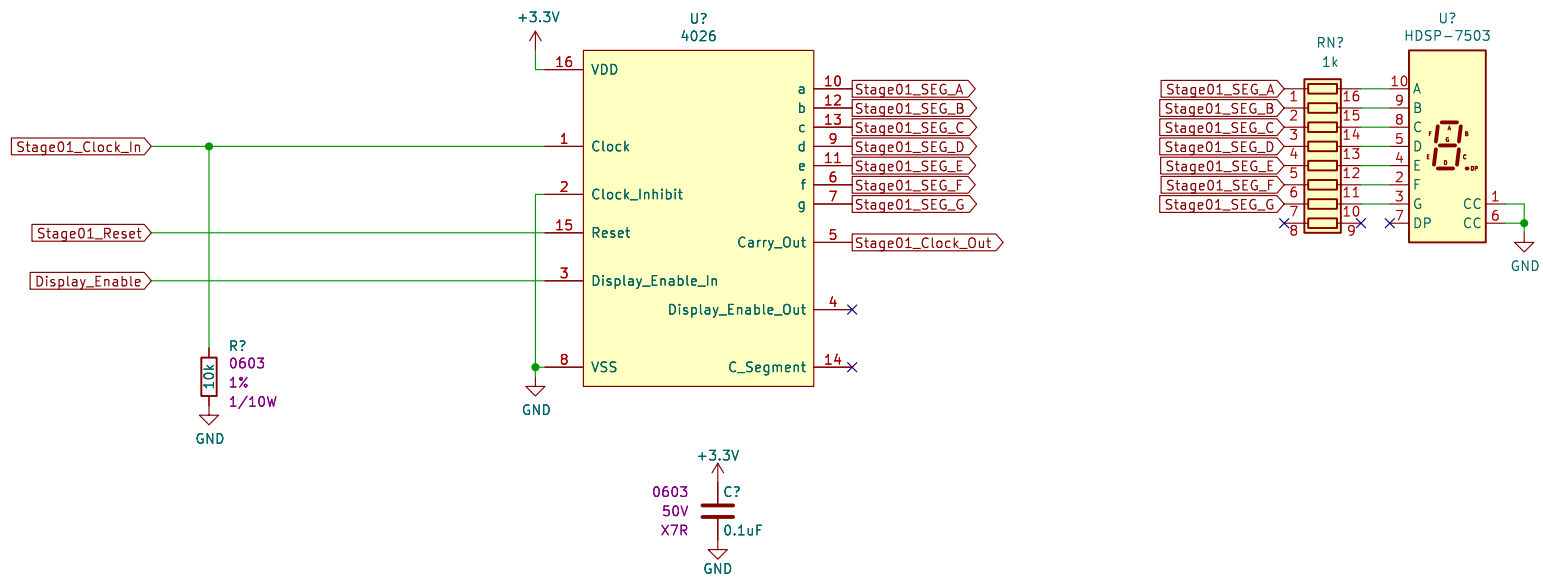 +3.3V
U?
4026
16
VDD
a
10
Stage01_SEG_A
b
12
Stage01_SEG_B
c
13
Stage01_SEG_C
Stage01_Clock_In
1
Clock
d
9
Stage01_SEG_D
e
11
Stage01_SEG_E
2
Clock_Inhibit
f
6
Stage01_SEG_F
g
7
Stage01_SEG_G
Stage01_Reset
15
Reset
Carry_Out
5
Stage01_Clock_Out
Display_Enable
3
Display_Enable_In
Display_Enable_Out
4
8
VSS
C_Segment
14
GND
R?
0603
10k
1%
1/10W
GND
+3.3V
0603
C?
50V
X7R
0.1uF
GND
RN?
1k
U?
HDSP-7503
Stage01_SEG_A
1
16
10
A
Stage01_SEG_B
2
15
9
B
Stage01_SEG_C
3
14
8
C
Stage01_SEG_D
4
13
5
D
Stage01_SEG_E
5
12
4
E
Stage01_SEG_F
6
11
2
F
Stage01_SEG_G
7
10
3
G
8
9
7
DP
A
F
B
G
E
C
D
DP
CC
1
CC
6
GND